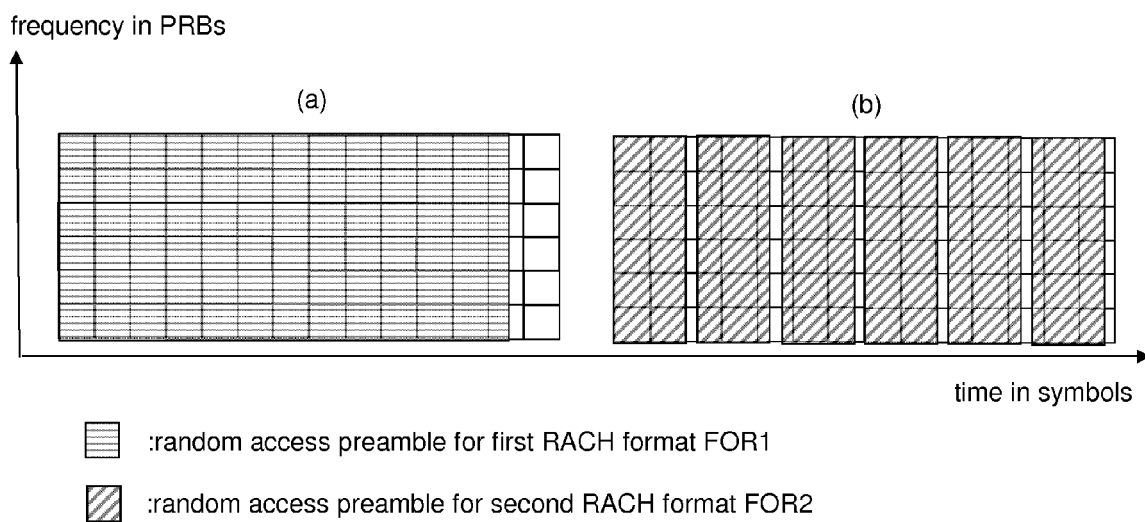 frequency in PRBs
(a)
(b)
time in symbols
:random access preamble for first RACH format FOR1
:random access preamble for second RACH format FOR2